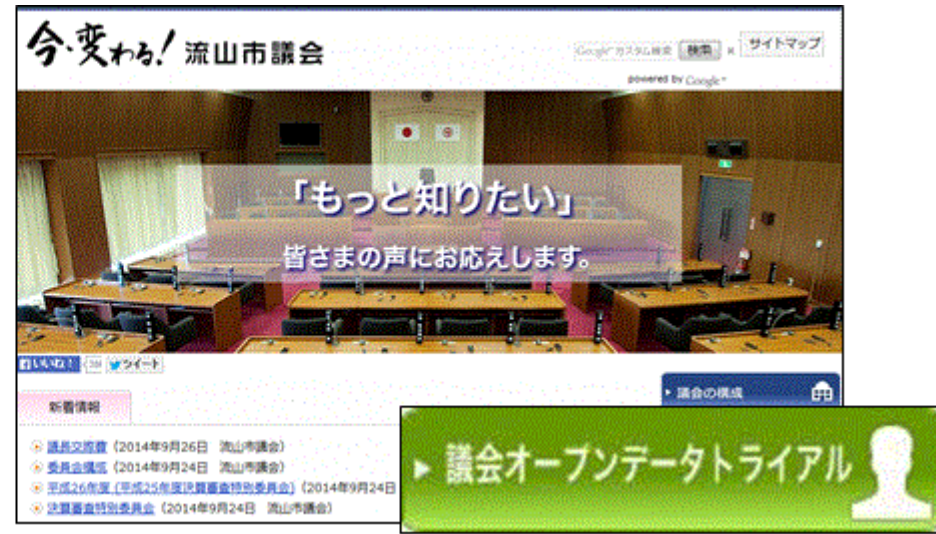 今・変わる! 流山市議会
Google™ カスタム検索 検索 × サイトマップ
powered by Google™
「もっと知りたい」
皆さまの声にお応えします。
いいね! ツイート
議会の構成
新着情報
議長交際費(2014年9月26日 流山市議会)
委員会構成(2014年9月24日 流山市議会)
平成26年度 (平成25年度決算審査特別委員会)(2014年9月24日
決算審査特別委員会(2014年9月24日 流山市議会)
議会オープンデータトライアル